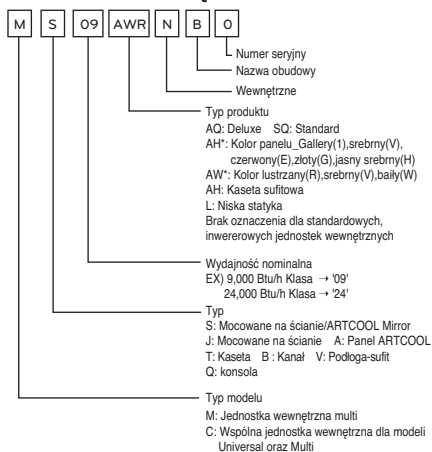 M S 09 AWR N B 0
Numer seryjny
Nazwa obudowy
Wewnętrzne
Typ produktu
AQ: Deluxe SQ: Standard
AH*: Kolor panelu_Gallery(1),srebrny(V),
czerwony(E),złoty(G),jasny srebrny(H)
AW*: Kolor lustrzany(R),srebrny(V),baiły(W)
AH: Kaseta sufitowa
L: Niska statyka
Brak oznaczenia dla standardowych,
inwererowych jednostek wewnętrznych
Wydajność nominalna
EX) 9,000 Btu/h Klasa → '09'
24,000 Btu/h Klasa → '24'
Typ
S: Mocowane na ścianie/ARTCOOL Mirror
J: Mocowane na ścianie A: Panel ARTCOOL
T: Kaseta B : Kanał V: Podłoga-sufit
Q: konsola
Typ modelu
M: Jednostka wewnętrzna multi
C: Wspólna jednostka wewnętrzna dla modeli
Universal oraz Multi